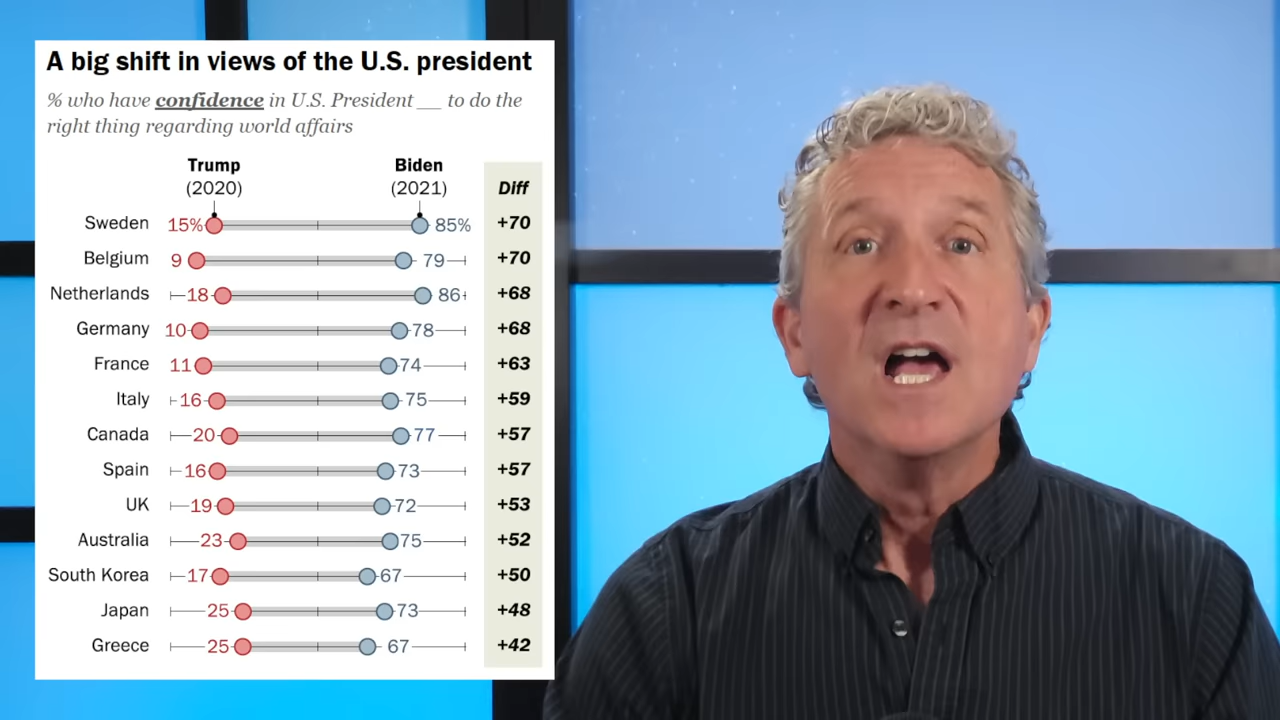 A big shift in views of the U.S. president
% who have confidence in U.S. President __ to do the
right thing regarding world affairs
Trump Biden
(2020) (2021) Diff
Sweden 15% 85% +70
Belgium 9 79 +70
Netherlands 18 86 +68
Germany 10 78 +68
France 11 74 +63
Italy 16 75 +59
Canada 20 77 +57
Spain 16 73 +57
UK 19 72 +53
Australia 23 75 +52
South Korea 17 67 +50
Japan 25 73 +48
Greece 25 67 +42